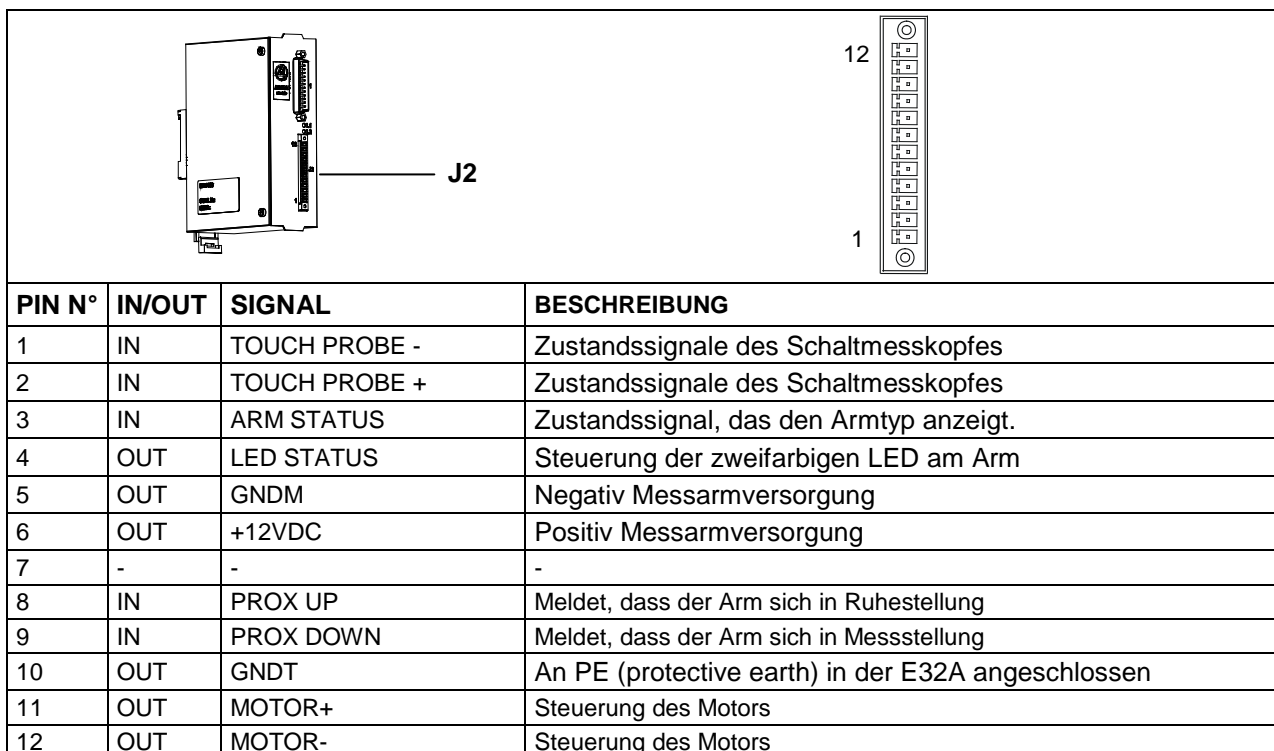 12
J2
1
PIN N° IN/OUT SIGNAL BESCHREIBUNG
1 IN TOUCH PROBE - Zustandssignale des Schaltmesskopfes
2 IN TOUCH PROBE + Zustandssignale des Schaltmesskopfes
3 IN ARM STATUS Zustandssignal, das den Armtyp anzeigt.
4 OUT LED STATUS Steuerung der zweifarbigen LED am Arm
5 OUT GNDM Negativ Messarmversorgung
6 OUT +12VDC Positiv Messarmversorgung
7 - - -
8 IN PROX UP Meldet, dass der Arm sich in Ruhestellung
9 IN PROX DOWN Meldet, dass der Arm sich in Messstellung
10 OUT GNDT An PE (protective earth) in der E32A angeschlossen
11 OUT MOTOR+ Steuerung des Motors
12 OUT MOTOR- Steuerung des Motors